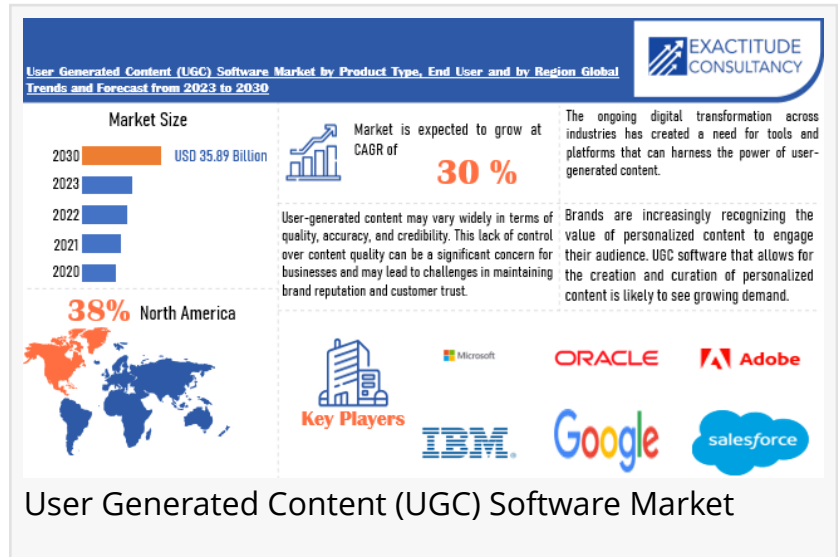 EXACTITUDE
CONSULTANCY
User Generated Content (UGC) Software Market by Product Type, End User and by Region Global
Trends and Forecast from 2023 to 2030
Market Size
2030
USD 35.89 Billion
2023
2022
2021
2020
Market is expected to grow at
CAGR of
30 %
The ongoing digital transformation across
industries has created a need for tools and
platforms that can harness the power of user-
generated content.
User-generated content may vary widely in terms of
quality, accuracy, and credibility. This lack of control
over content quality can be a significant concern for
businesses and may lead to challenges in maintaining
brand reputation and customer trust.
Brands are increasingly recognizing the
value of personalized content to engage
their audience. UGC software that allows for
the creation and curation of personalized
content is likely to see growing demand.
38% North America
Key Players
Microsoft
ORACLE
Adobe
IBM.
Google
salesforce
User Generated Content (UGC) Software Market